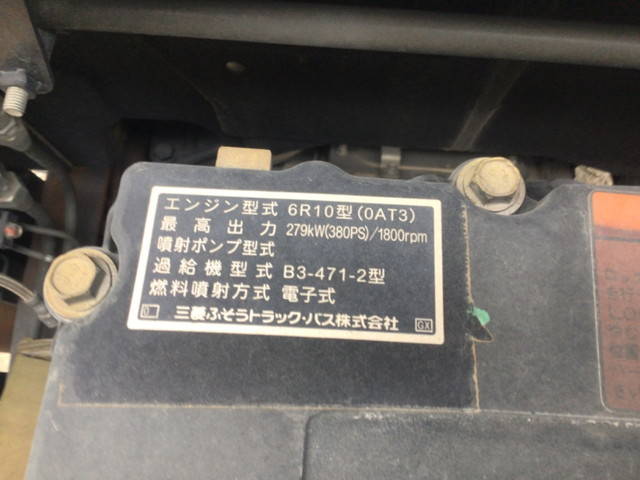 エンジン型式 6R10型(0AT3)
最高出力 279kW(380PS)/1800rpm
噴射ポンプ型式
過給機型式 B3-471-2型
燃料噴射方式 電子式
0 三菱ふそうトラック・バス株式会社 GX